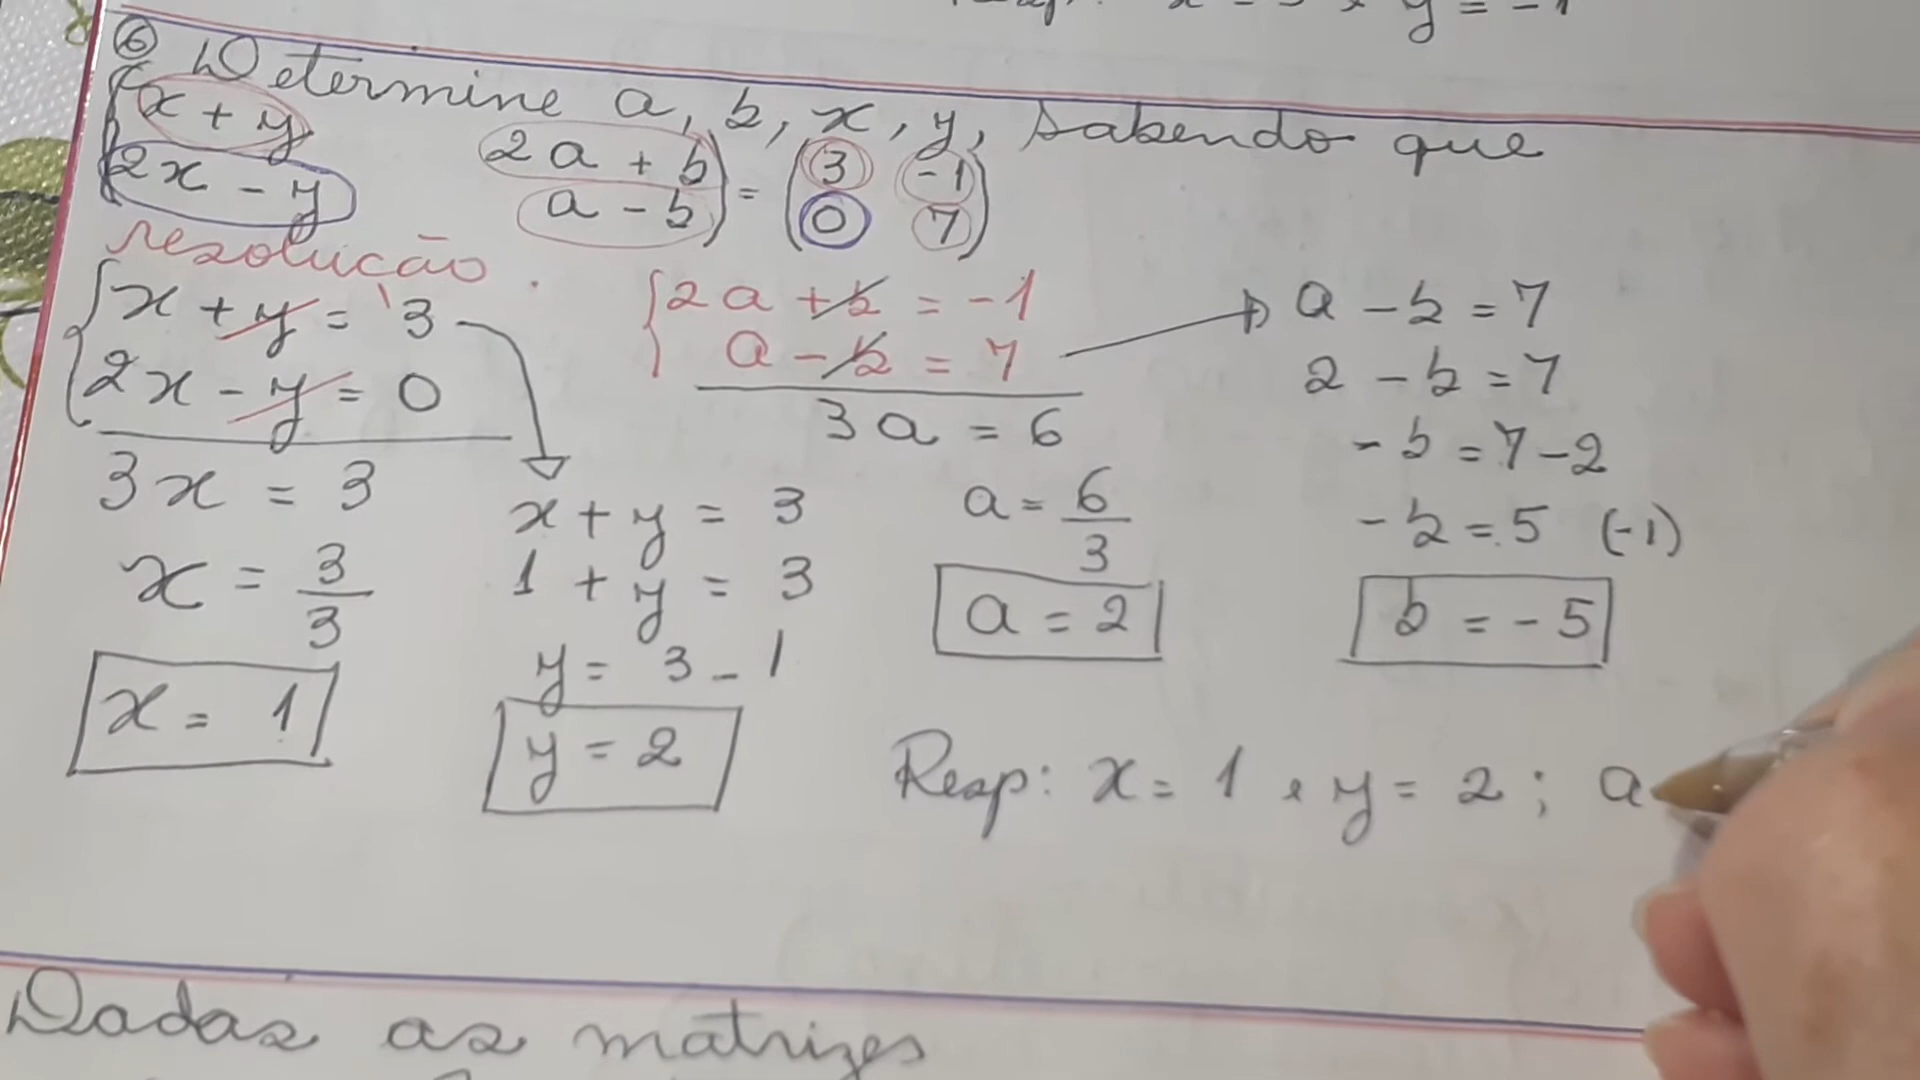 y = -1
⑥ Determine a, b, x, y, sabendo que
x + y 2a + b 3 -1
2x - y a - b = 0 7
resolução.
x + y = 3
2x - y = 0
3x = 3
x = 3/3
x = 1
x + y = 3
1 + y = 3
y = 3 - 1
y = 2
2a + b = -1
a - b = 7
3a = 6
a = 6/3
a = 2
a - b = 7
2 - b = 7
- b = 7 - 2
- b = 5 (-1)
b = -5
Resp: x = 1 e y = 2 ; a
Dadas as matrizes